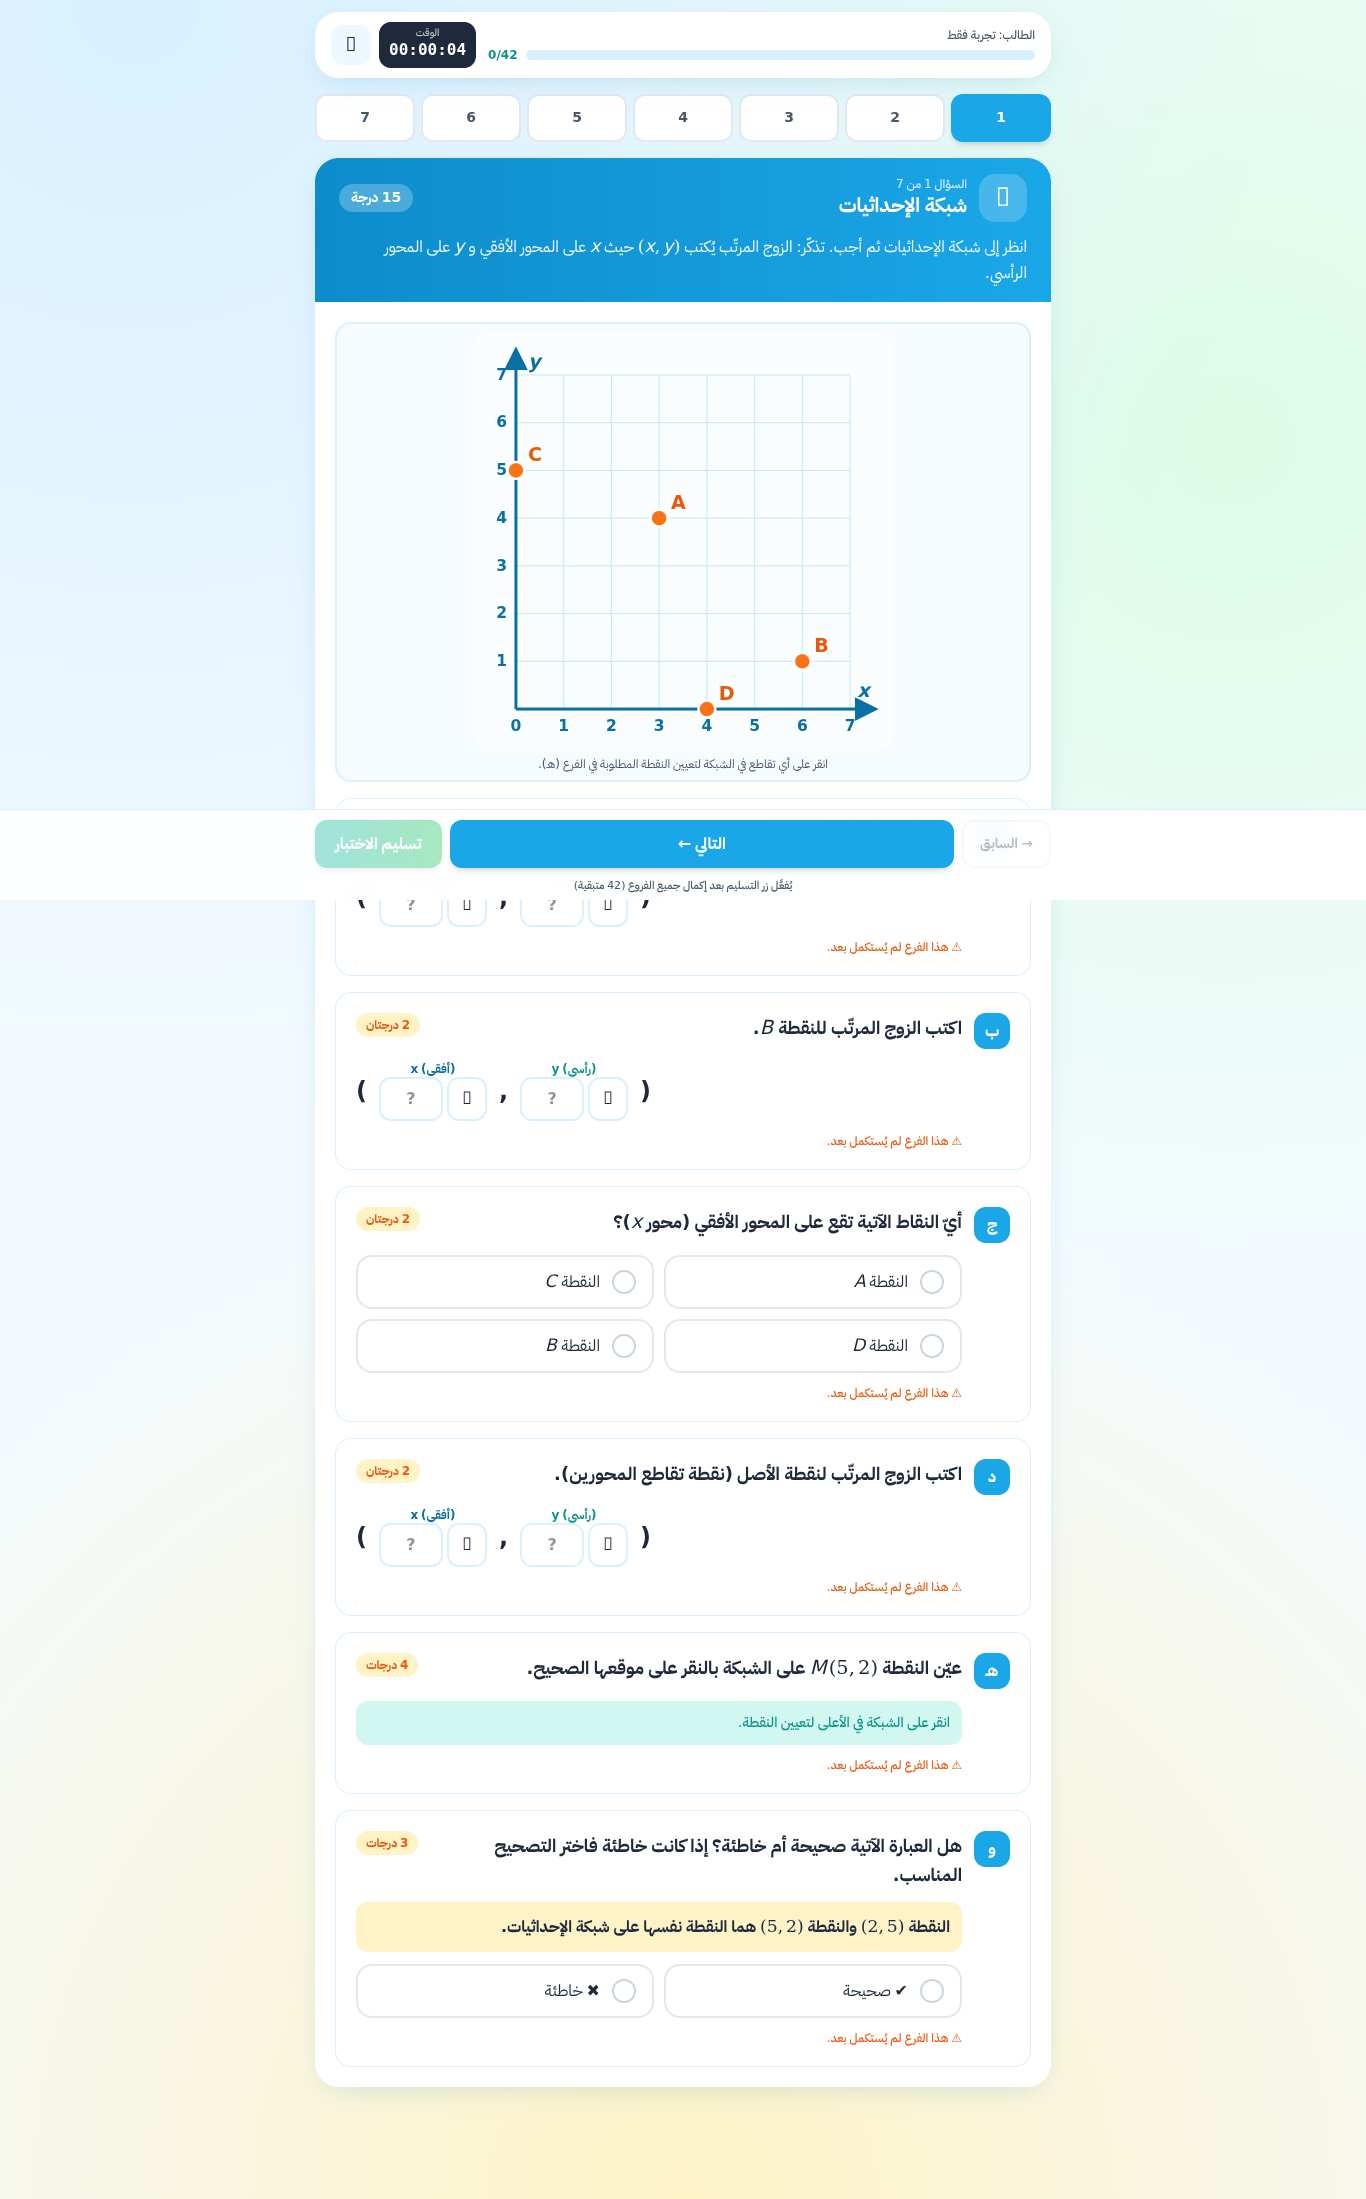 الطالب: تجربة فقط
0/42
الوقت
00:00:04
1 2 3 4 5 6 7
السؤال 1 من 7
شبكة الإحداثيات
15 درجة
انظر إلى شبكة الإحداثيات ثم أجب. تذكّر: الزوج المرتّب يُكتب (x, y) حيث x على المحور الأفقي و y على المحور
الرأسي.
y
7
6
5
C
4
A
3
2
1
B
D
x
0 1 2 3 4 5 6 7
انقر على أي تقاطع في الشبكة لتعيين النقطة المطلوبة في الفرع (هـ).
→ السابق
التالي ←
تسليم الاختبار
يُفعَّل زر التسليم بعد إكمال جميع الفروع (42 متبقية)
( ? , ? )
⚠ هذا الفرع لم يُستكمل بعد.
ب
اكتب الزوج المرتّب للنقطة B.
2 درجتان
x (أفقي) y (رأسي)
( ? , ? )
⚠ هذا الفرع لم يُستكمل بعد.
ج
أيّ النقاط الآتية تقع على المحور الأفقي (محور x)؟
2 درجتان
النقطة A
النقطة C
النقطة D
النقطة B
⚠ هذا الفرع لم يُستكمل بعد.
د
اكتب الزوج المرتّب لنقطة الأصل (نقطة تقاطع المحورين).
2 درجتان
x (أفقي) y (رأسي)
( ? , ? )
⚠ هذا الفرع لم يُستكمل بعد.
هـ
عيّن النقطة M(5, 2) على الشبكة بالنقر على موقعها الصحيح.
4 درجات
انقر على الشبكة في الأعلى لتعيين النقطة.
⚠ هذا الفرع لم يُستكمل بعد.
و
هل العبارة الآتية صحيحة أم خاطئة؟ إذا كانت خاطئة فاختر التصحيح
المناسب.
3 درجات
النقطة (2, 5) والنقطة (5, 2) هما النقطة نفسها على شبكة الإحداثيات.
✔ صحيحة
✖ خاطئة
⚠ هذا الفرع لم يُستكمل بعد.